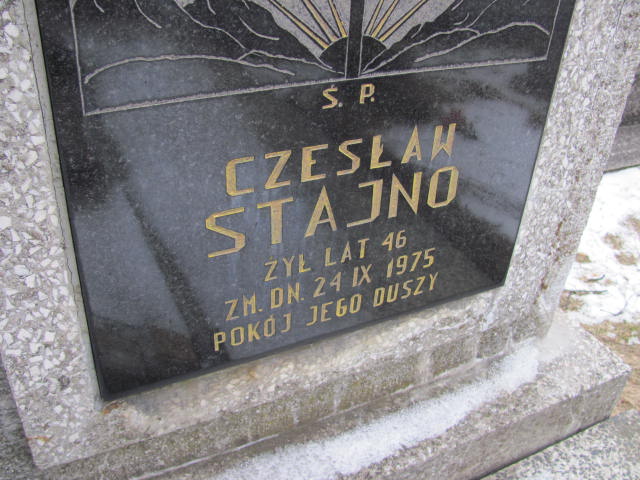 Ś. P.
CZESŁAW
STAJNO
ŻYŁ LAT 46
ZM. DN. 24 IX 1975
POKÓJ JEGO DUSZY